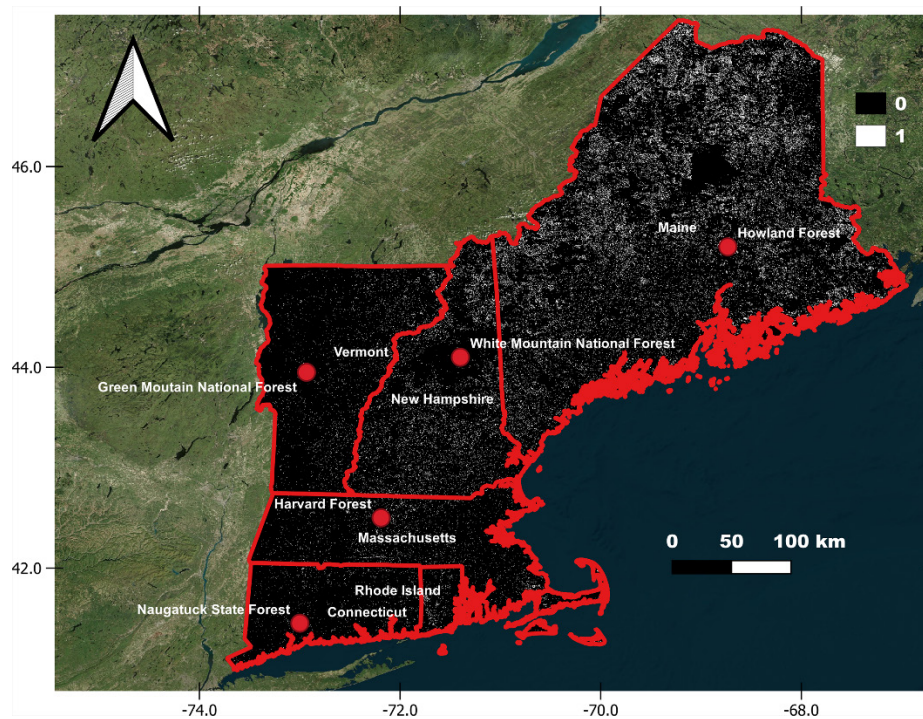 0
1
46.0
Maine
Howland Forest
Vermont
White Mountain National Forest
44.0
Green Moutain National Forest
New Hampshire
Harvard Forest
Massachusetts
0 50 100 km
42.0
Rhode Island
Naugatuck State Forest
Connecticut
-74.0 -72.0 -70.0 -68.0